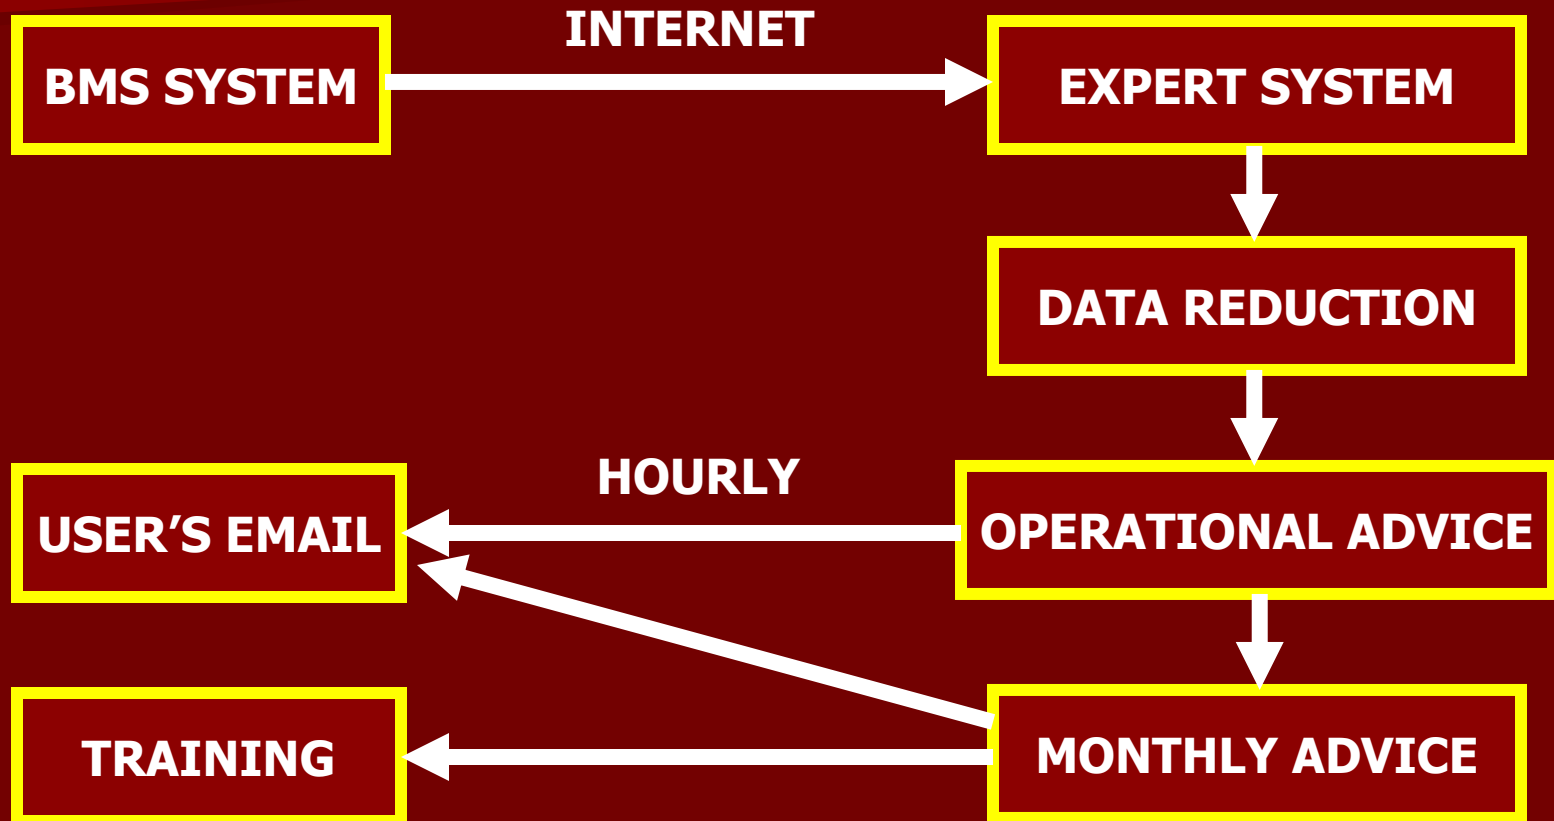 INTERNET
BMS SYSTEM
EXPERT SYSTEM
DATA REDUCTION
HOURLY
USER’S EMAIL
OPERATIONAL ADVICE
TRAINING
MONTHLY ADVICE